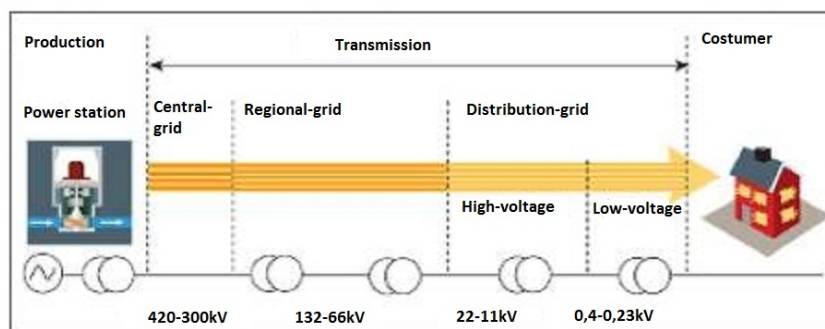 Production
Transmission
Costumer
Power station
Central-
grid
Regional-grid
Distribution-grid
High-voltage
Low-voltage
420-300kV
132-66kV
22-11kV
0,4-0,23kV